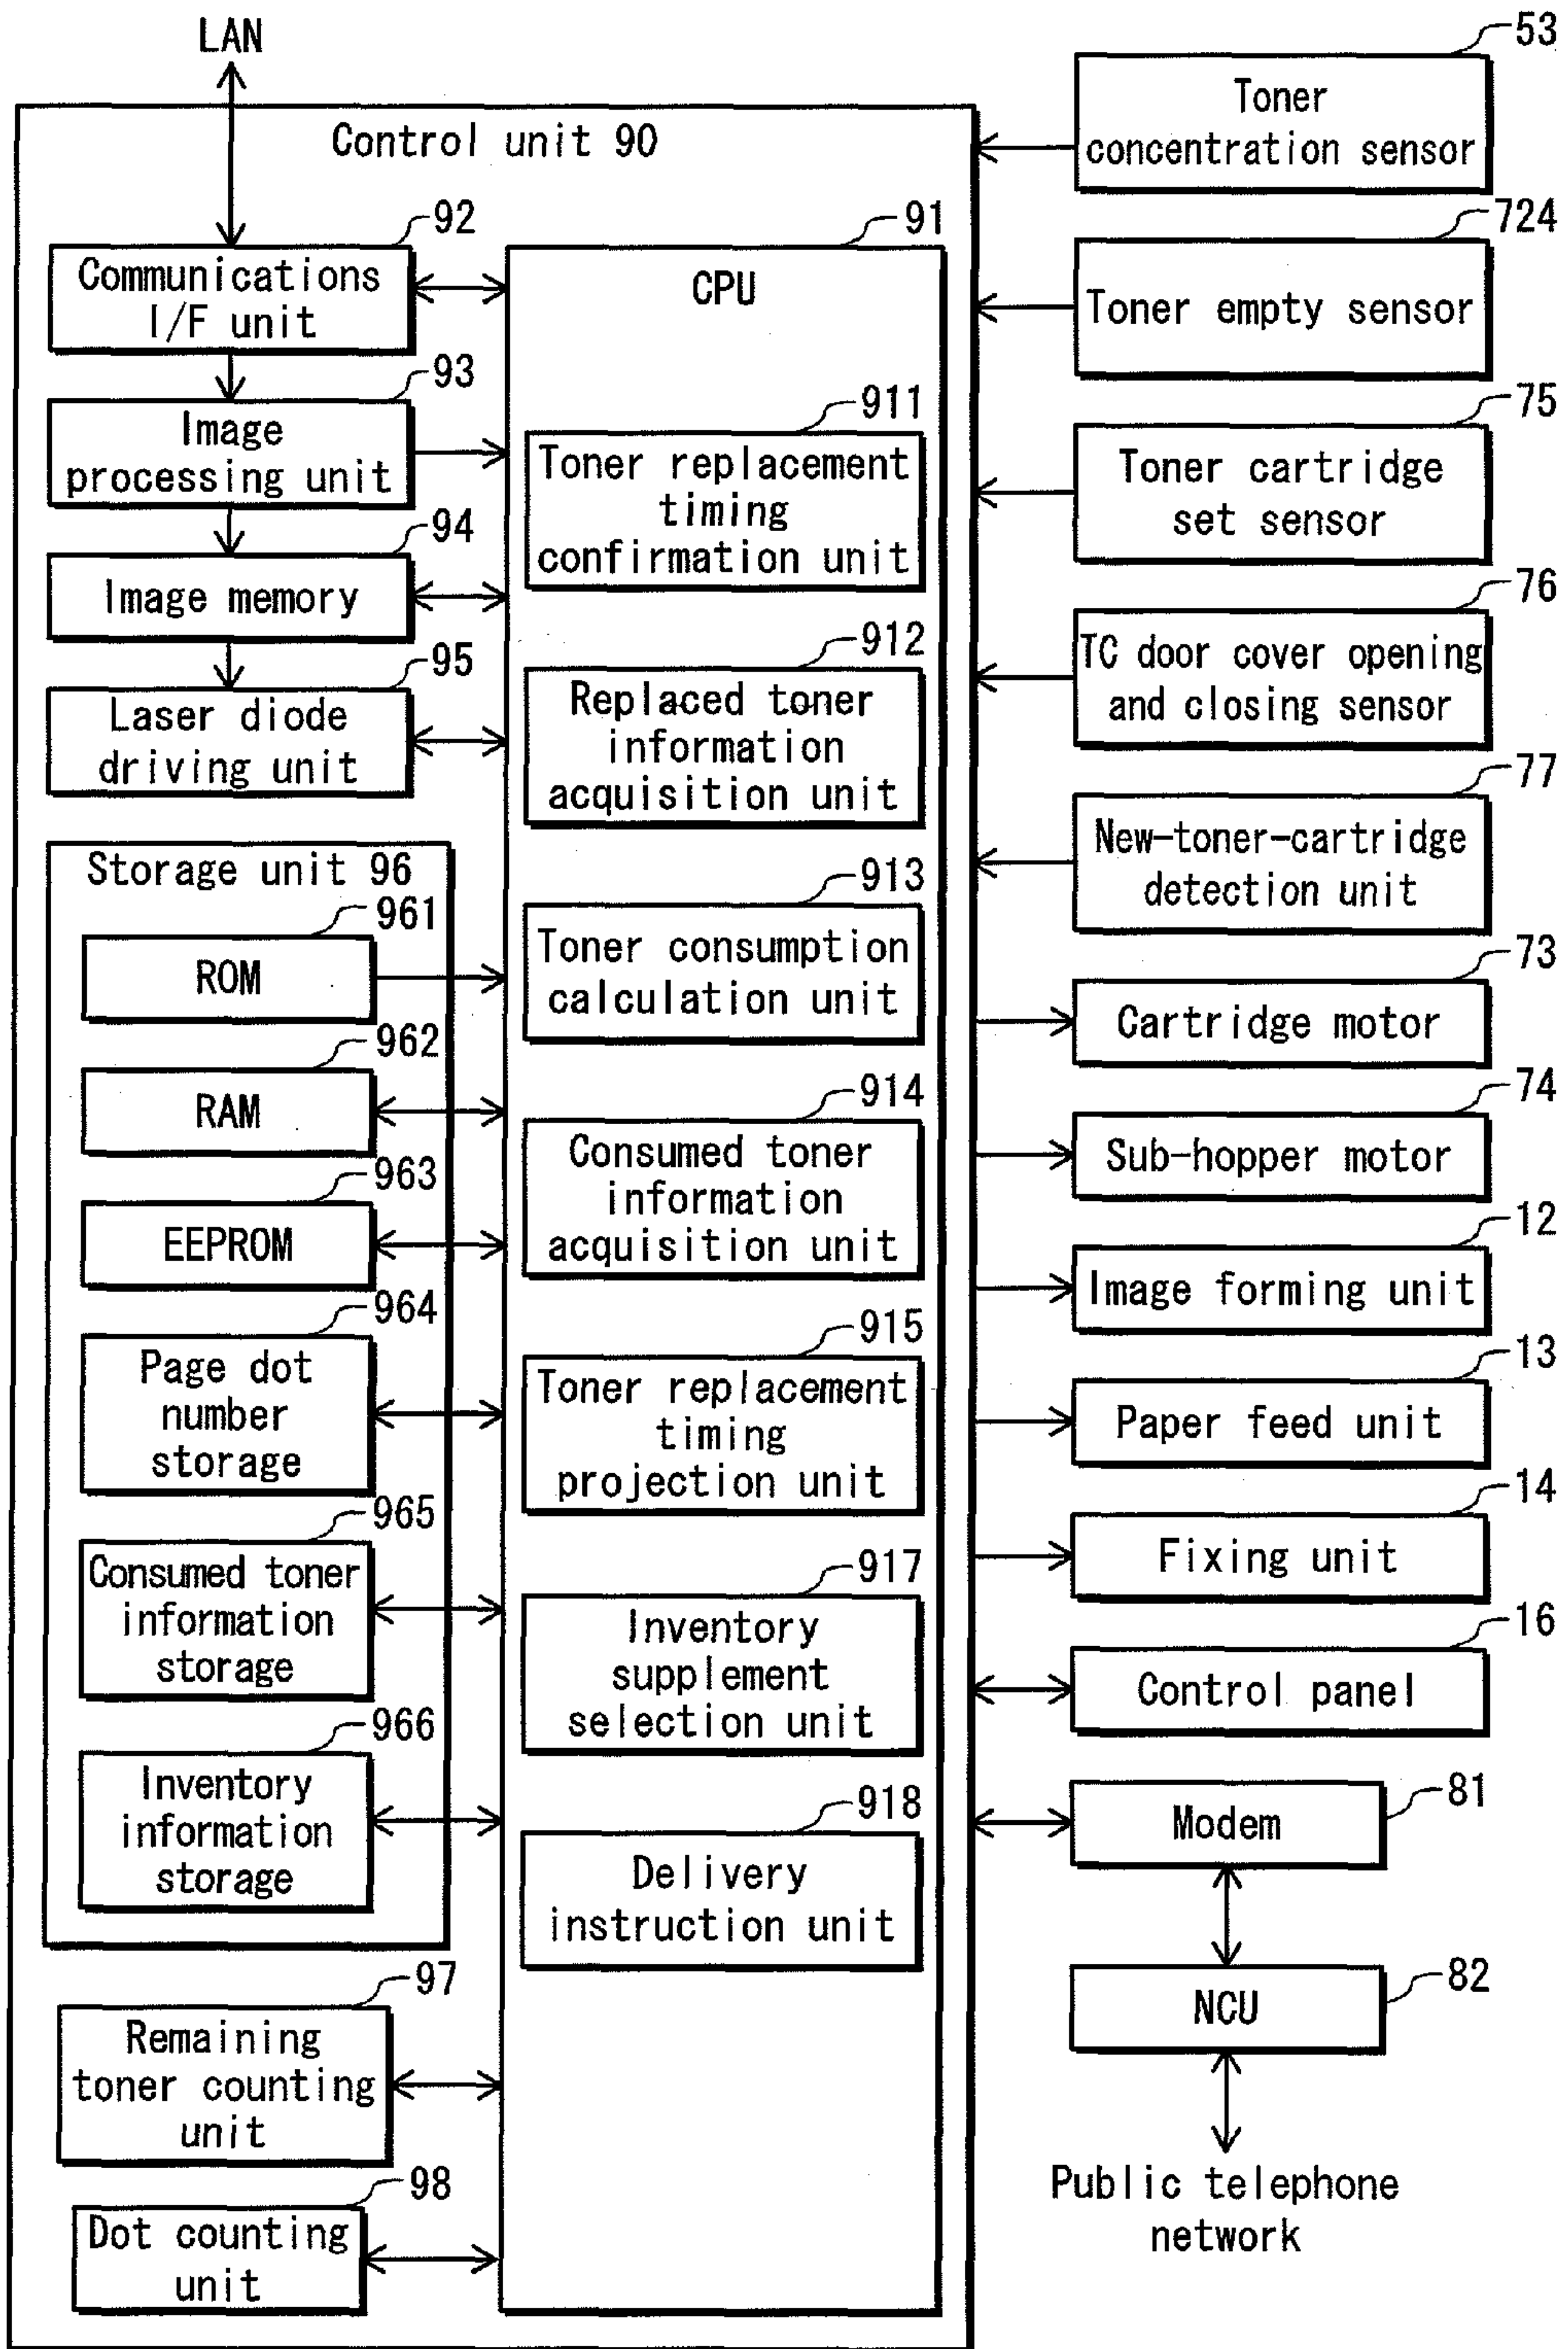 LAN
Control unit 90
92
Communications
I/F unit
93
Image
processing unit
94
Image memory
95
Laser diode
driving unit
Storage unit 96
961
ROM
962
RAM
963
EEPROM
964
Page dot
number
storage
965
Consumed toner
information
storage
966
Inventory
information
storage
97
Remaining
toner counting
unit
98
Dot counting
unit
91
CPU
911
Toner replacement
timing
confirmation unit
912
Replaced toner
information
acquisition unit
913
Toner consumption
calculation unit
914
Consumed toner
information
acquisition unit
915
Toner replacement
timing
projection unit
917
Inventory
supplement
selection unit
918
Delivery
instruction unit
53
Toner
concentration sensor
724
Toner empty sensor
75
Toner cartridge
set sensor
76
TC door cover opening
and closing sensor
77
New-toner-cartridge
detection unit
73
Cartridge motor
74
Sub-hopper motor
12
Image forming unit
13
Paper feed unit
14
Fixing unit
16
Control panel
81
Modem
82
NCU
Public telephone
network